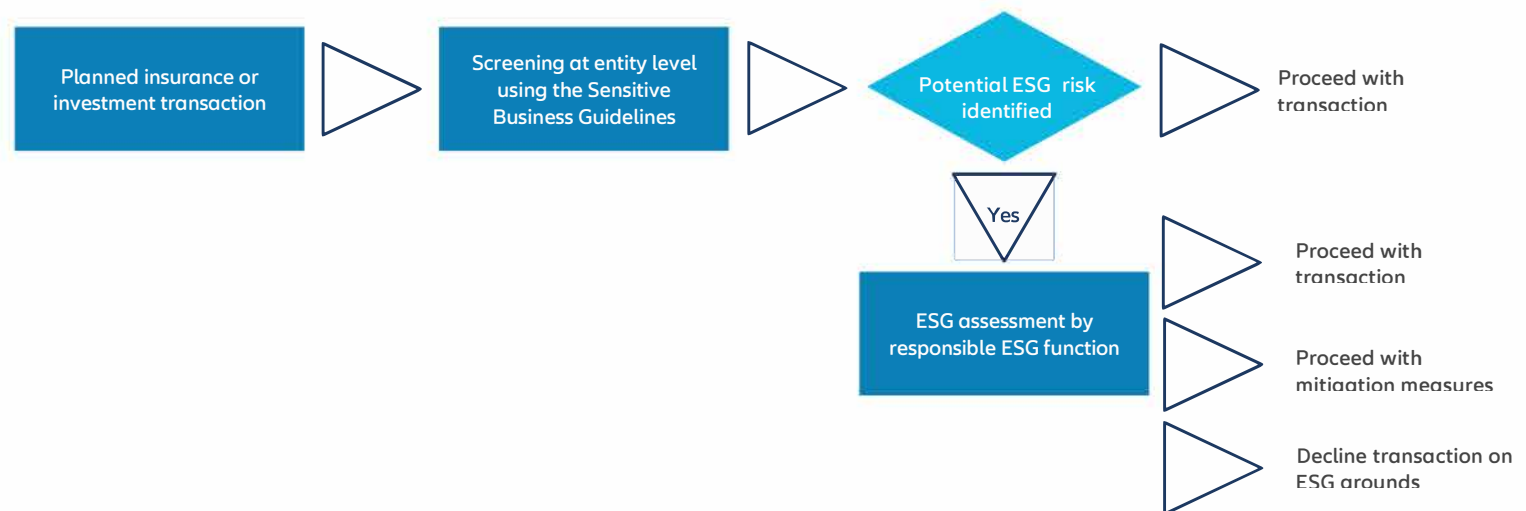 Planned insurance or
investment transaction
Screening at entity level
using the Sensitive
Business Guidelines
Potential ESG risk
identified
Proceed with
transaction
Yes
ESG assessment by
responsible ESG function
Proceed with
transaction
Proceed with
mitigation measures
Decline transaction on
ESG grounds